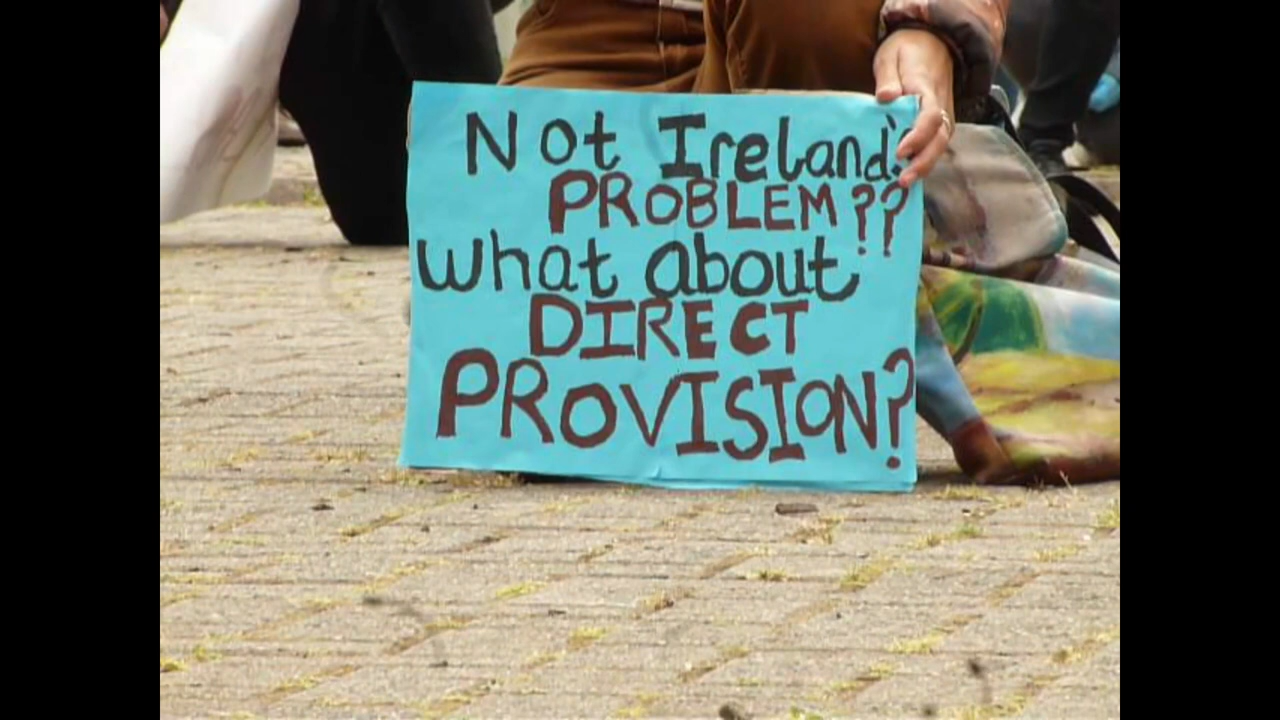 Not Ireland's
PROBLEM??
What about
DIRECT
PROVISION?